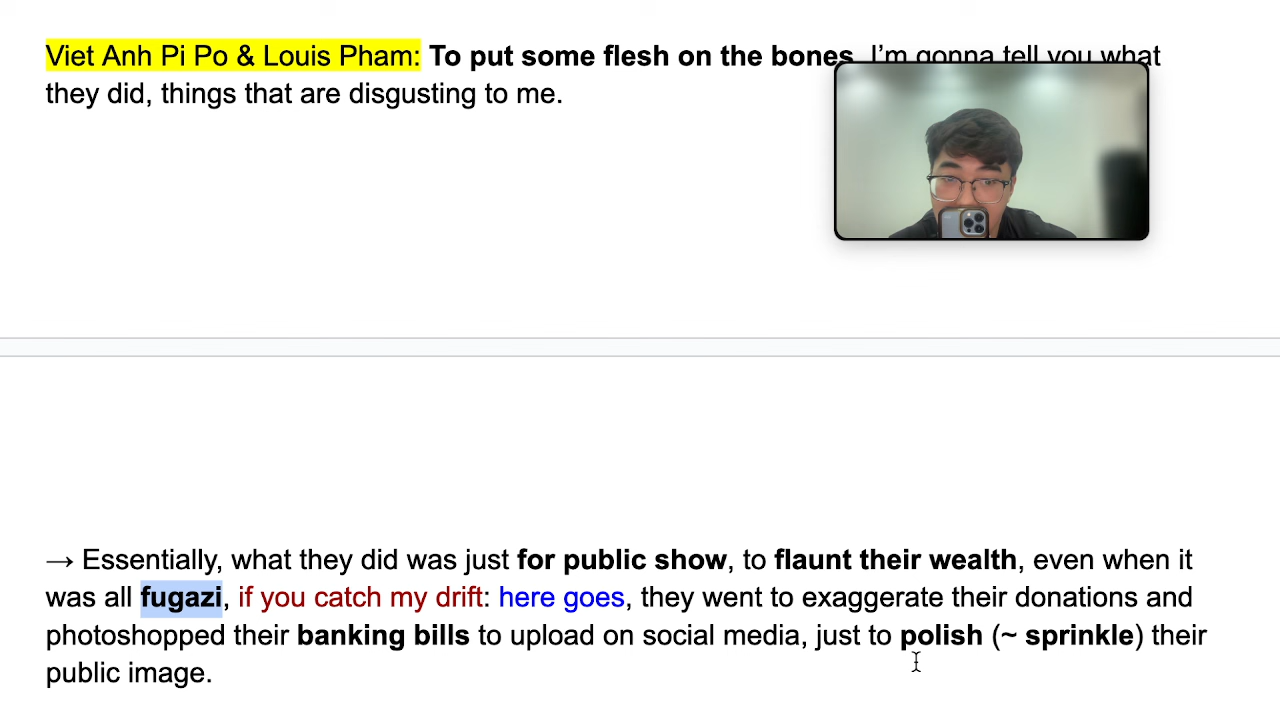 Viet Anh Pi Po & Louis Pham: To put some flesh on the bones, I’m gonna tell you what
they did, things that are disgusting to me.
→ Essentially, what they did was just for public show, to flaunt their wealth, even when it
was all fugazi, if you catch my drift: here goes, they went to exaggerate their donations and
photoshopped their banking bills to upload on social media, just to polish (~ sprinkle) their
public image.